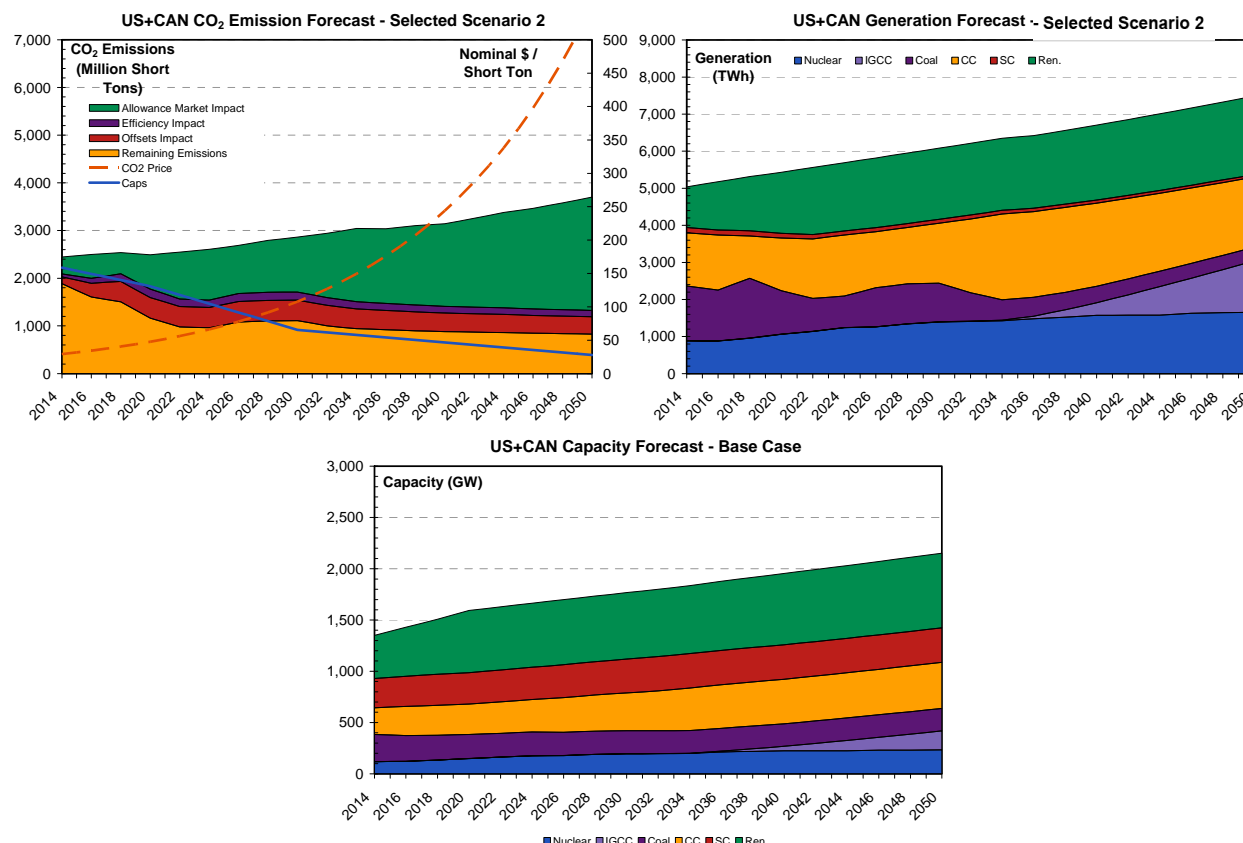 US+CAN CO2 Emission Forecast - Selected Scenario 2
7,000
6,000
5,000
4,000
3,000
2,000
1,000
0
CO2 Emissions
(Million Short
Tons)
Nominal $ /
Short Ton
Allowance Market Impact
Efficiency Impact
Offsets Impact
Remaining Emissions
CO2 Price
Caps
500
450
400
350
300
250
200
150
100
50
0
2014 2016 2018 2020 2022 2024 2026 2028 2030 2032 2034 2036 2038 2040 2042 2044 2046 2048 2050
US+CAN Generation Forecast -- Selected Scenario 2
9,000
8,000
7,000
6,000
5,000
4,000
3,000
2,000
1,000
0
Generation
(TWh)
Nuclear IGCC Coal CC SC Ren.
2014 2016 2018 2020 2022 2024 2026 2028 2030 2032 2034 2036 2038 2040 2042 2044 2046 2048 2050
US+CAN Capacity Forecast - Base Case
3,000
2,500
2,000
1,500
1,000
500
0
Capacity (GW)
2014 2016 2018 2020 2022 2024 2026 2028 2030 2032 2034 2036 2038 2040 2042 2044 2046 2048 2050
Nuclear IGCC Coal CC SC Ren